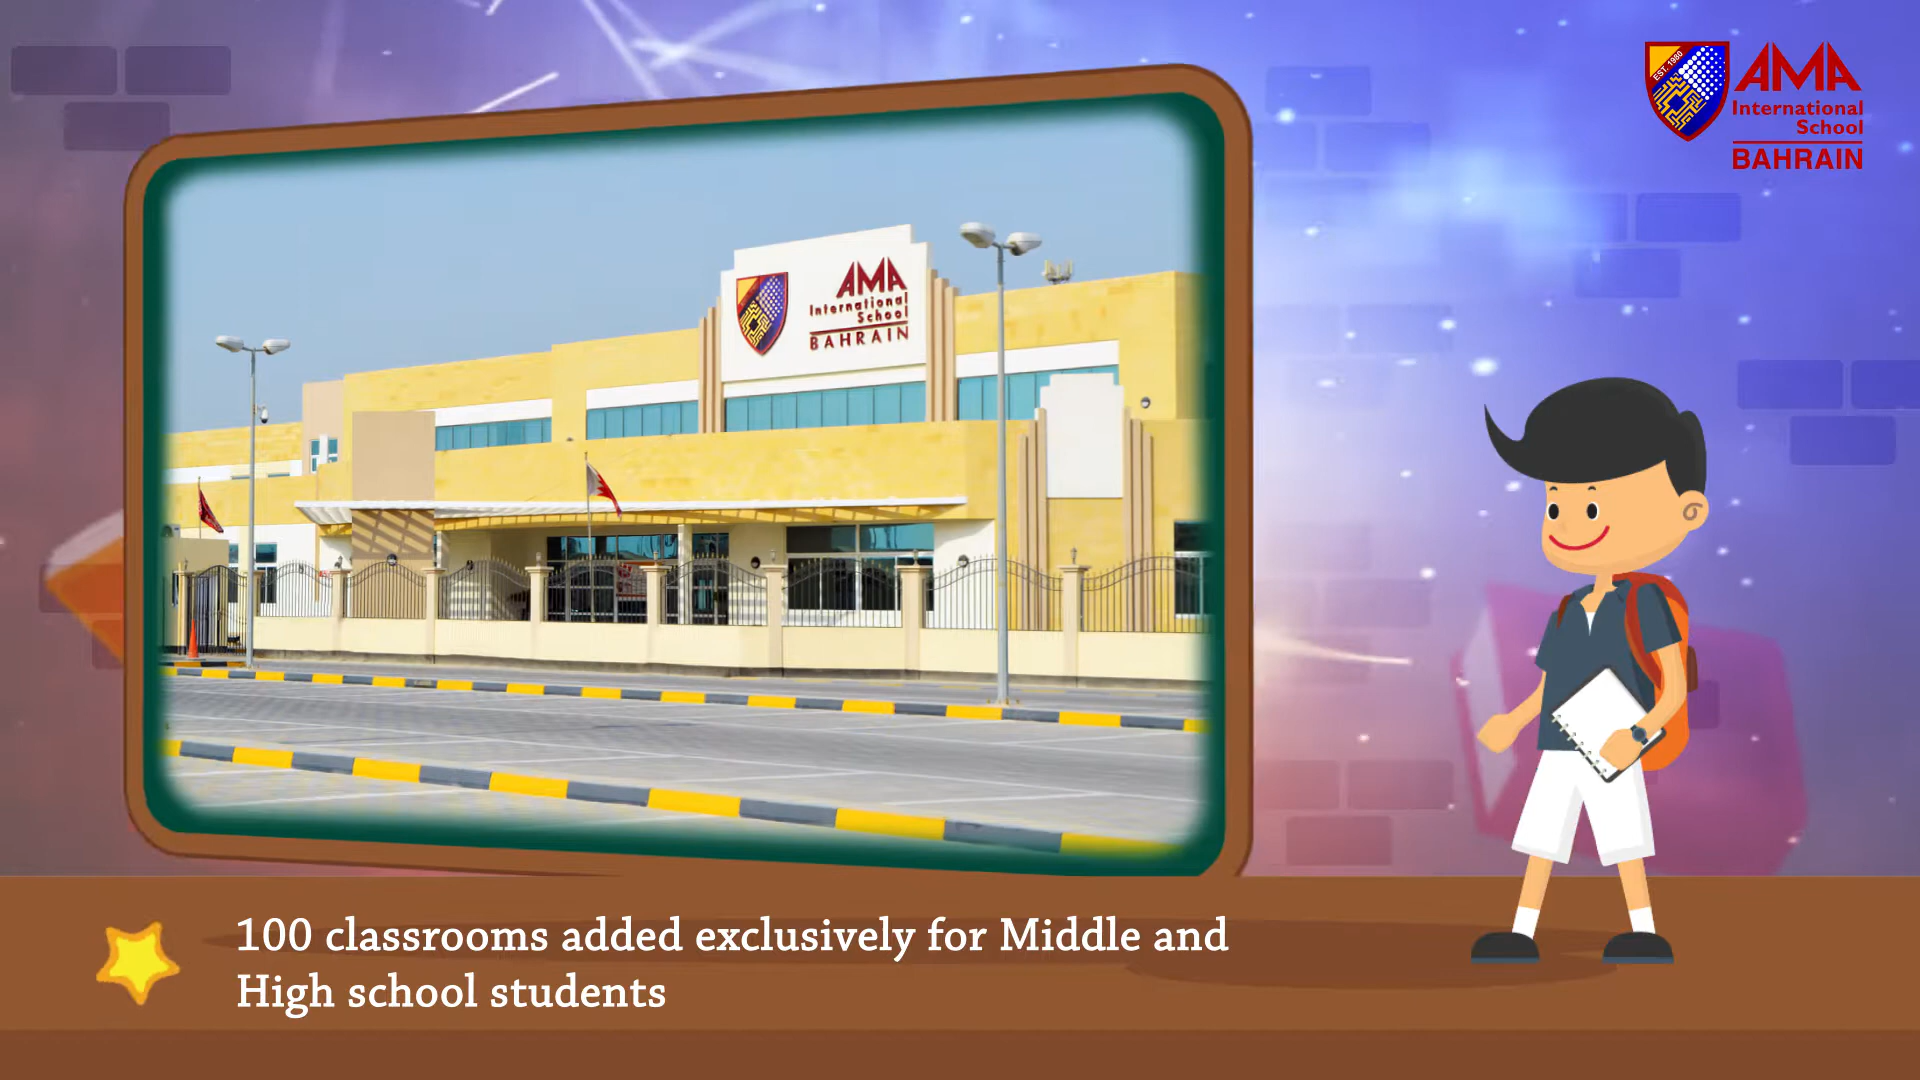 EST. 1980
AMA
International
School
BAHRAIN
AMA
International
School
BAHRAIN
100 classrooms added exclusively for Middle and
High school students